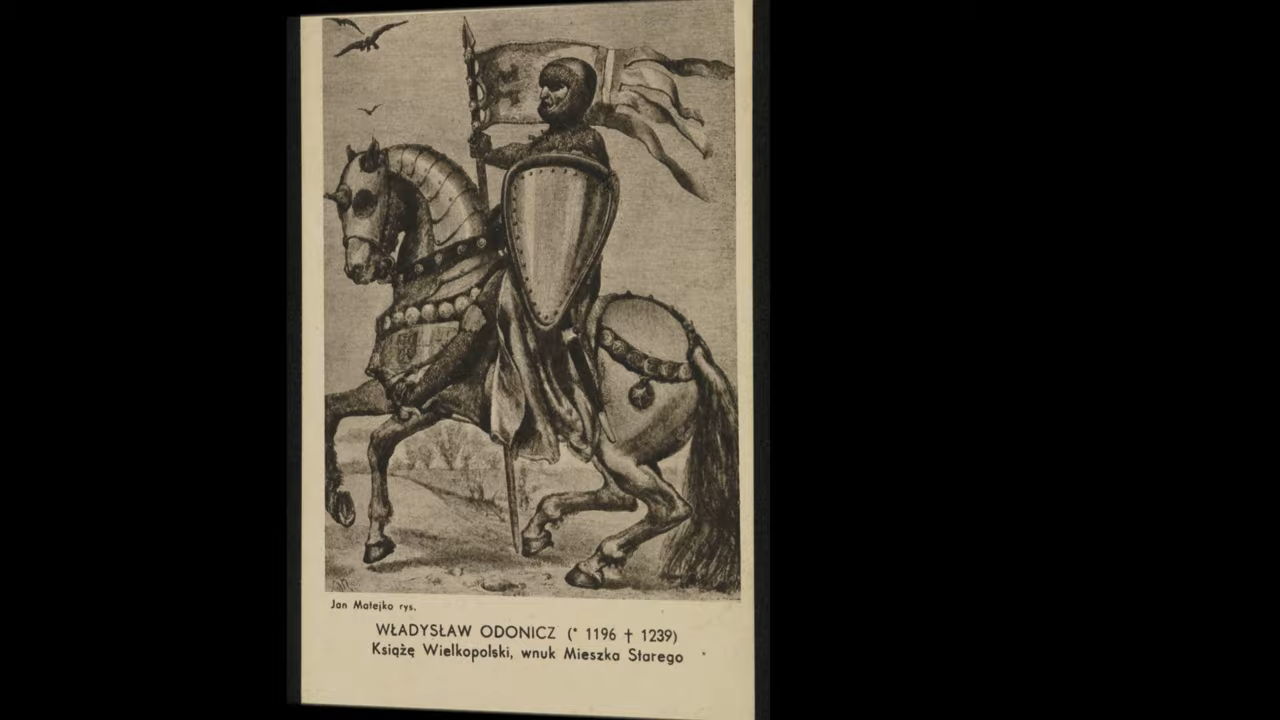 Jan Matejko rys.
WŁADYSŁAW ODONICZ (* 1196 † 1239)
Książę Wielkopolski, wnuk Mieszka Starego